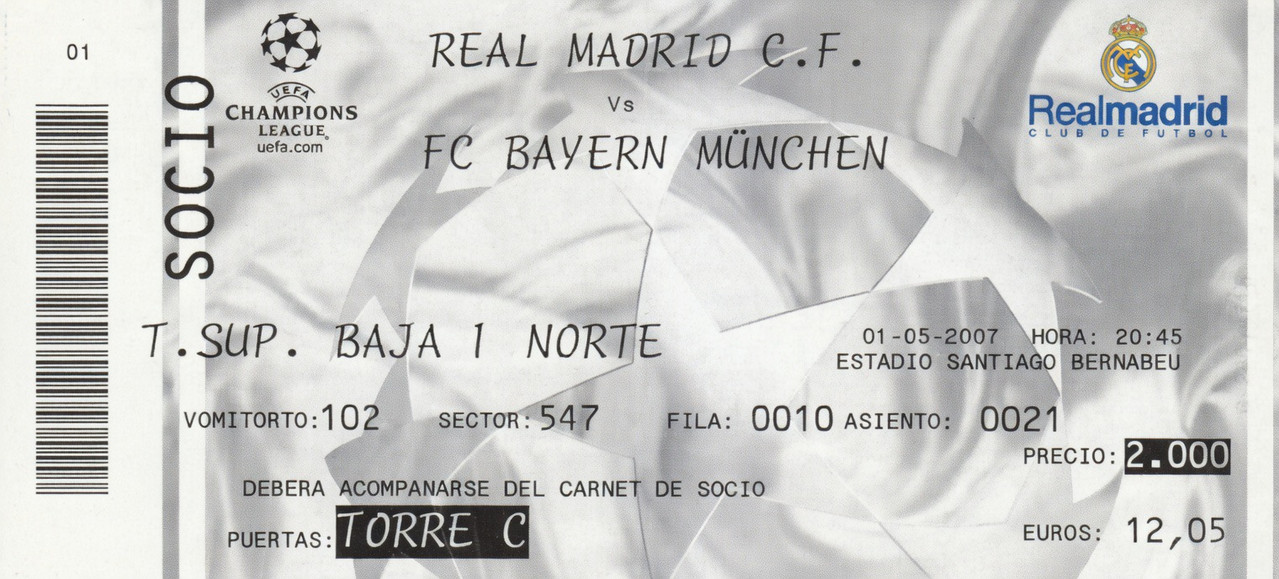 01
SOCIO
UEFA
CHAMPIONS
LEAGUE®
uefa.com
REAL MADRID C.F.
Vs
FC BAYERN MÜNCHEN
Realmadrid
CLUB DE FUTBOL
T.SUP. BAJA 1 NORTE
01-05-2007 HORA: 20:45
ESTADIO SANTIAGO BERNABEU
VOMITORTO:102 SECTOR:547 FILA: 0010 ASIENTO: 0021
PRECIO: 2.000
DEBERA ACOMPANARSE DEL CARNET DE SOCIO
PUERTAS: TORRE C
EUROS: 12,05